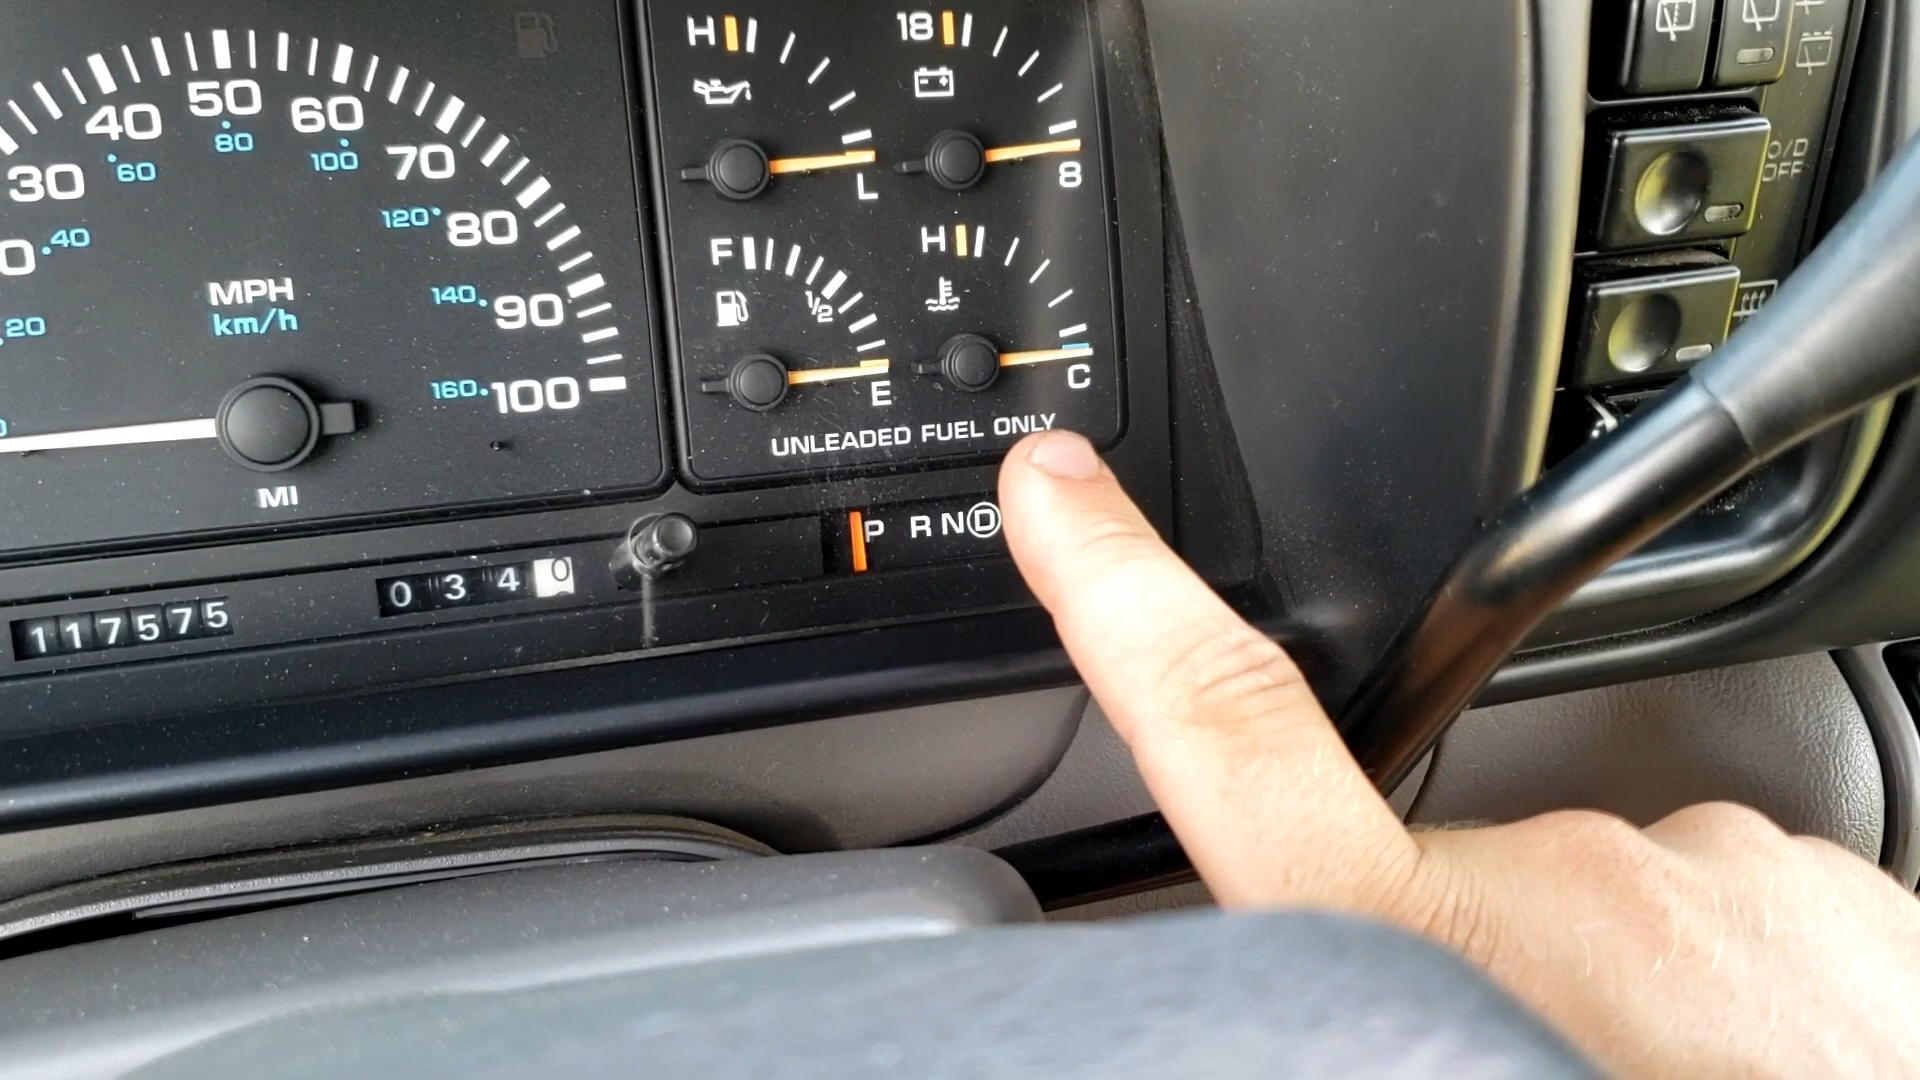 40 50 60 70 80 90 100
30
20 .40 60 80 100 120 140 160
MPH
km/h
MI
H
L
18
8
F
½
E
H
C
UNLEADED FUEL ONLY
P R N D
117575
0 3 4 0
O/D
OFF